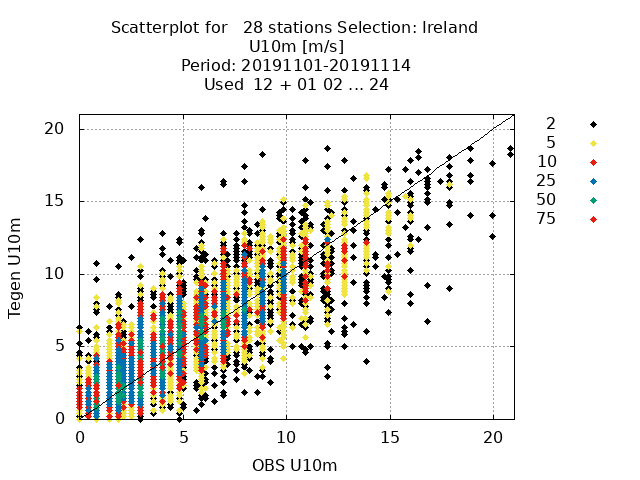 Scatterplot for 28 stations Selection: Ireland
U10m [m/s]
Period: 20191101-20191114
Used 12 + 01 02 ... 24
20
15
10
5
0
Tegen U10m
0 5 10 15 20
OBS U10m
2
5
10
25
50
75